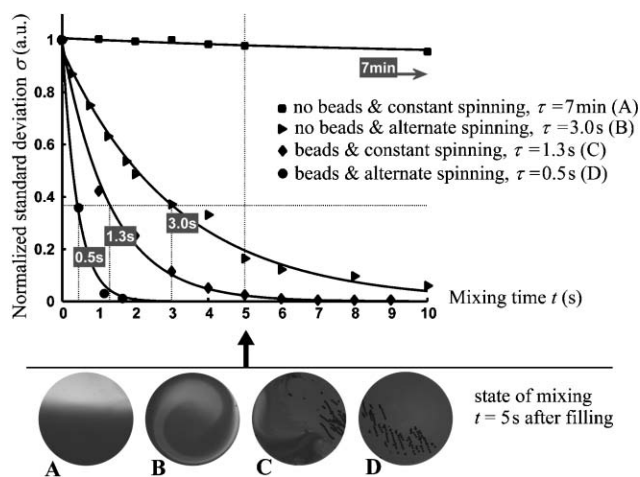 Normalized standard deviation σ (a.u.)
1
0.8
0.6
0.4
0.2
0
0 1 2 3 4 5 6 7 8 9 10
Mixing time t (s)
7min
0.5s
1.3s
3.0s
no beads & constant spinning, τ = 7min (A)
no beads & alternate spinning, τ = 3.0s (B)
beads & constant spinning, τ = 1.3s (C)
beads & alternate spinning, τ = 0.5s (D)
A B C D
state of mixing
t = 5s after filling